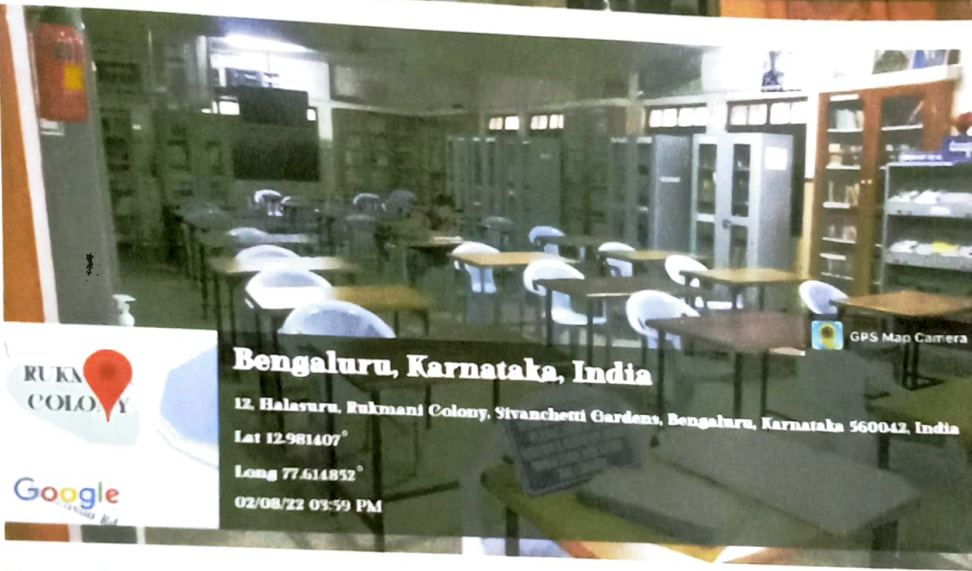 GPS Map Camera
Bengaluru, Karnataka, India
12, Halasuru, Rukmani Colony, Sivanchetti Gardens, Bengaluru, Karnataka 560042, India
Lat 12.981407°
Long 77.614852°
02/08/22 03:59 PM
RUKM
COLONY
Google